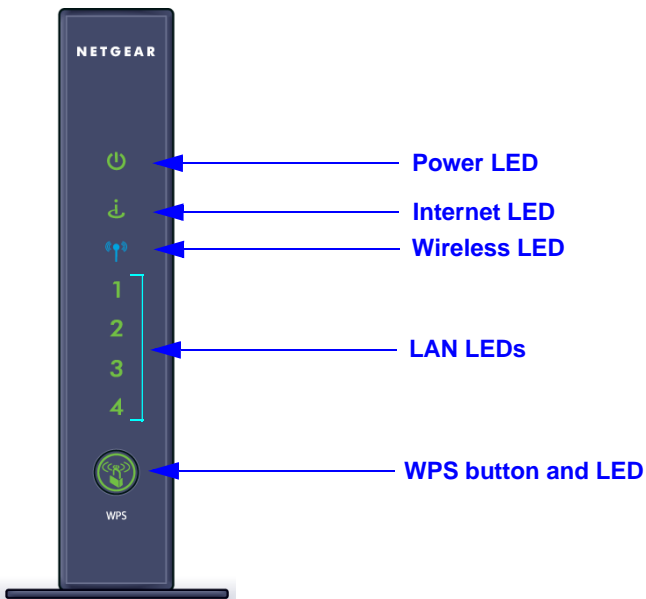 NETGEAR
Power LED
Internet LED
Wireless LED
1
2
3
4
LAN LEDs
WPS button and LED
WPS